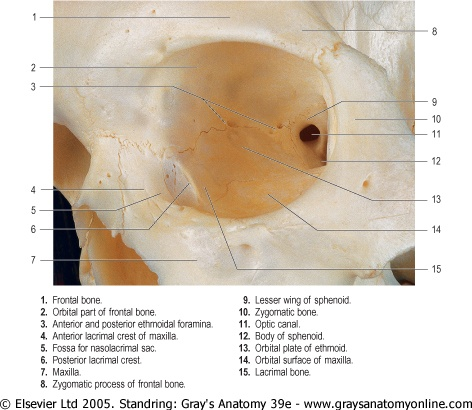 1
2
3
4
5
6
7
8
9
10
11
12
13
14
15
1. Frontal bone.
2. Orbital part of frontal bone.
3. Anterior and posterior ethmoidal foramina.
4. Anterior lacrimal crest of maxilla.
5. Fossa for nasolacrimal sac.
6. Posterior lacrimal crest.
7. Maxilla.
8. Zygomatic process of frontal bone.
9. Lesser wing of sphenoid.
10. Zygomatic bone.
11. Optic canal.
12. Body of sphenoid.
13. Orbital plate of ethmoid.
14. Orbital surface of maxilla.
15. Lacrimal bone.
© Elsevier Ltd 2005. Standring: Gray's Anatomy 39e - www.graysanatomyonline.com